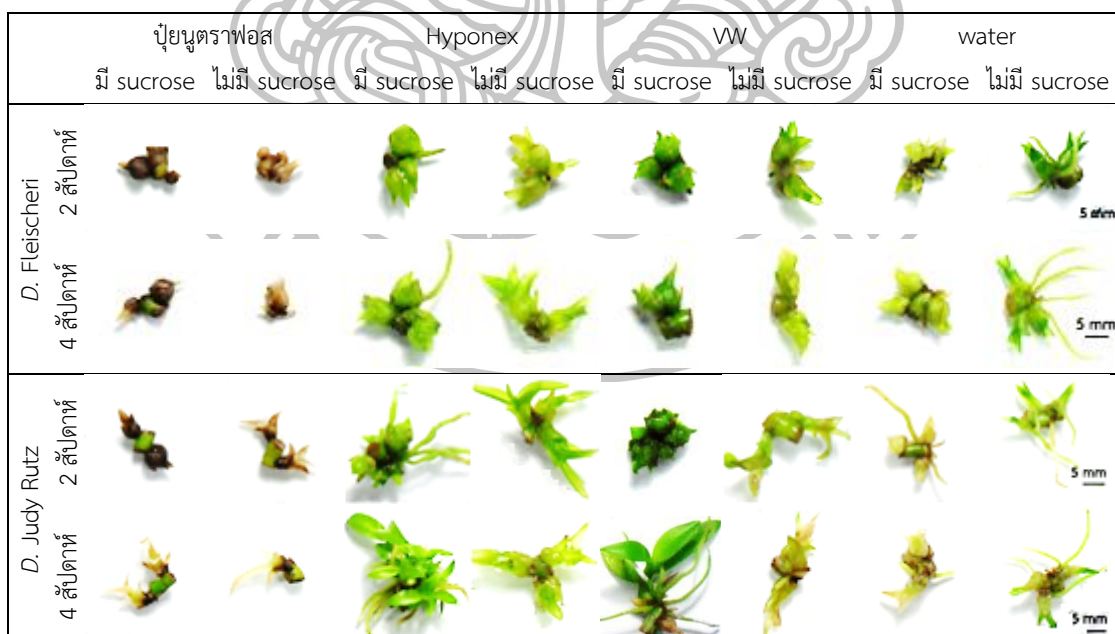 ปุ๋ยนูตราฟอส Hyponex VW water
มี sucrose ไม่มี sucrose มี sucrose ไม่มี sucrose มี sucrose ไม่มี sucrose มี sucrose ไม่มี sucrose
D. Fleischeri
2 สัปดาห์
5 mm
4 สัปดาห์
5 mm
D. Judy Rutz
2 สัปดาห์
5 mm
4 สัปดาห์
5 mm